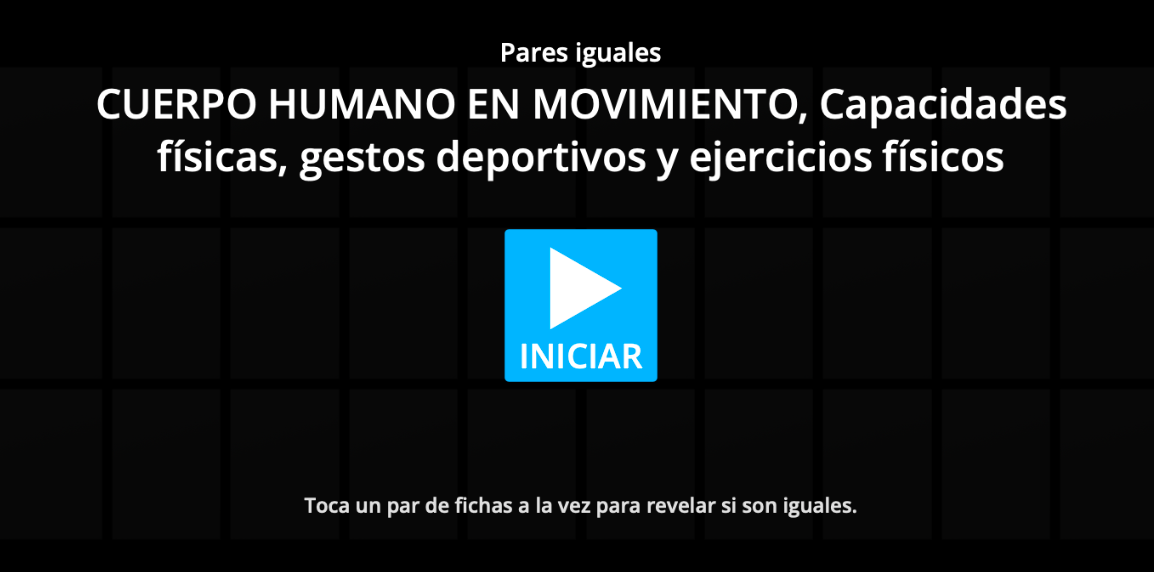 Pares iguales
CUERPO HUMANO EN MOVIMIENTO, Capacidades
físicas, gestos deportivos y ejercicios físicos
INICIAR
Toca un par de fichas a la vez para revelar si son iguales.